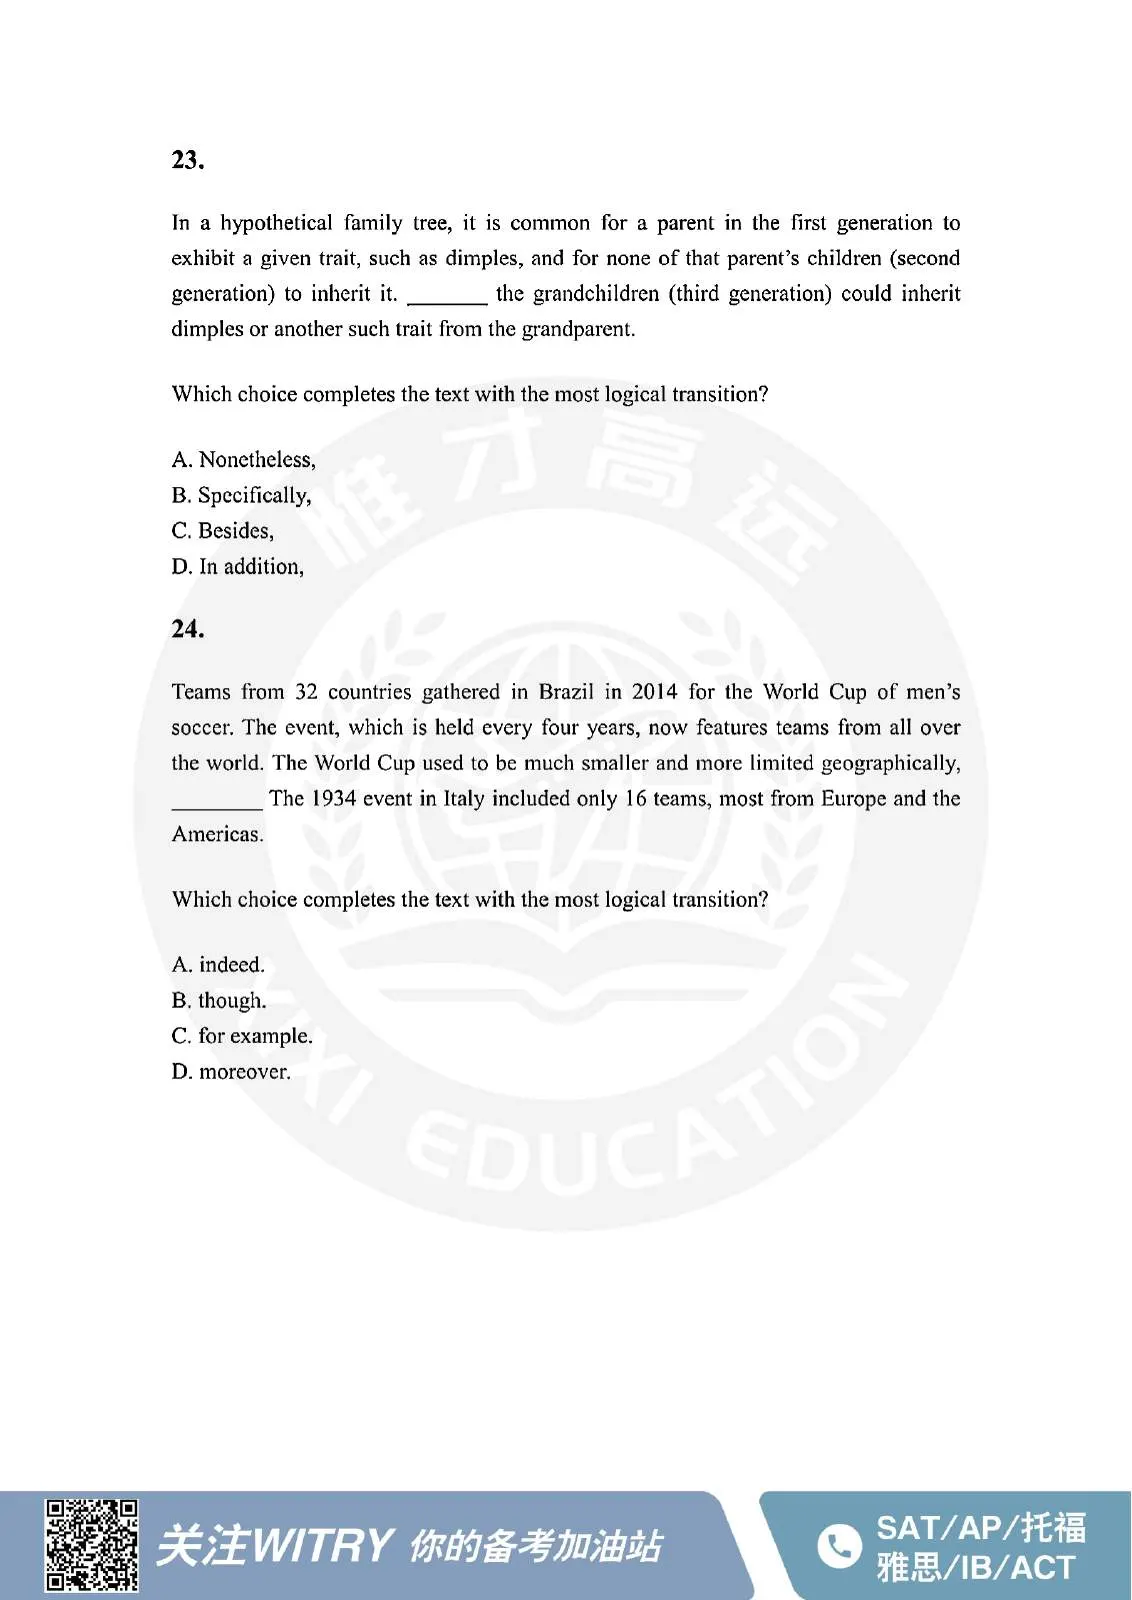 23.
In a hypothetical family tree, it is common for a parent in the first generation to
exhibit a given trait, such as dimples, and for none of that parent's children (second
generation) to inherit it. _______ the grandchildren (third generation) could inherit
dimples or another such trait from the grandparent.
Which choice completes the text with the most logical transition?
A. Nonetheless,
B. Specifically,
C. Besides,
D. In addition,
24.
Teams from 32 countries gathered in Brazil in 2014 for the World Cup of men's
soccer. The event, which is held every four years, now features teams from all over
the world. The World Cup used to be much smaller and more limited geographically,
________ The 1934 event in Italy included only 16 teams, most from Europe and the
Americas.
Which choice completes the text with the most logical transition?
A. indeed.
B. though.
C. for example.
D. moreover.
惟才高远
XIXI EDUCATION
关注WITRY 你的备考加油站
SAT/AP/托福
雅思/IB/ACT